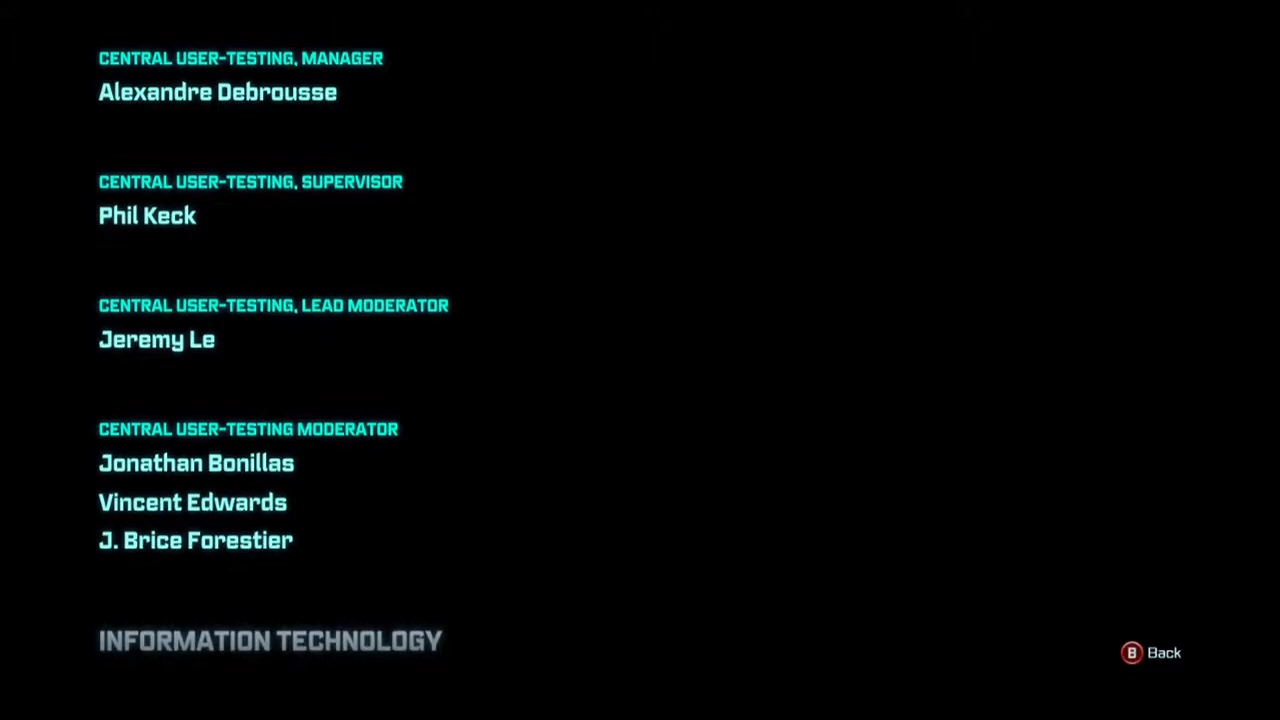 CENTRAL USER-TESTING, MANAGER
Alexandre Debrousse
CENTRAL USER-TESTING, SUPERVISOR
Phil Keck
CENTRAL USER-TESTING, LEAD MODERATOR
Jeremy Le
CENTRAL USER-TESTING MODERATOR
Jonathan Bonillas
Vincent Edwards
J. Brice Forestier
INFORMATION TECHNOLOGY
B Back